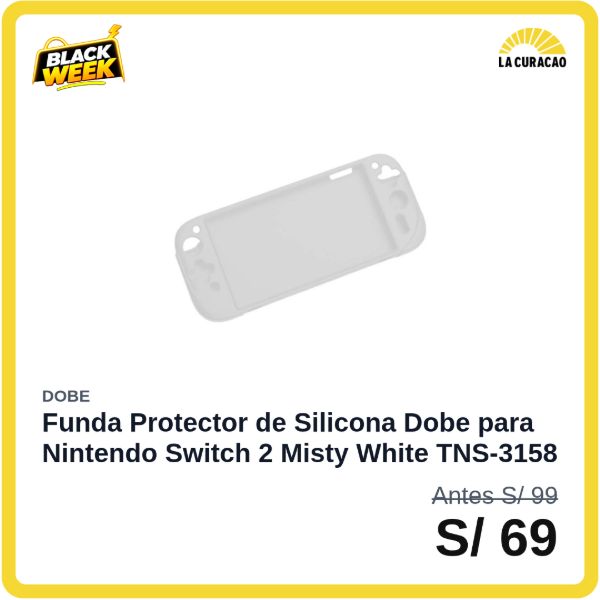 BLACK
WEEK
LA CURACAO
DOBE
Funda Protector de Silicona Dobe para
Nintendo Switch 2 Misty White TNS-3158
Antes S/ 99
S/ 69